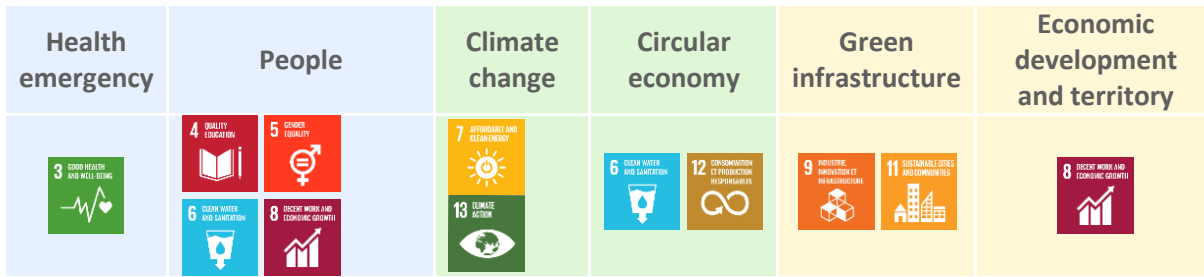 Health
emergency
People
Climate
change
Circular
economy
Green
infrastructure
Economic
development
and territory
3 GOOD HEALTH
AND WELL-BEING
4 QUALITY
EDUCATION
5 GENDER
EQUALITY
6 CLEAN WATER
AND SANITATION
8 DECENT WORK AND
ECONOMIC GROWTH
7 AFFORDABLE AND
CLEAN ENERGY
13 CLIMATE
ACTION
6 CLEAN WATER
AND SANITATION
12 CONSOMMATION
ET PRODUCTION
RESPONSABLES
9 INDUSTRIE,
INNOVATION ET
INFRASTRUCTURE
11 SUSTAINABLE CITIES
AND COMMUNITIES
8 DECENT WORK AND
ECONOMIC GROWTH